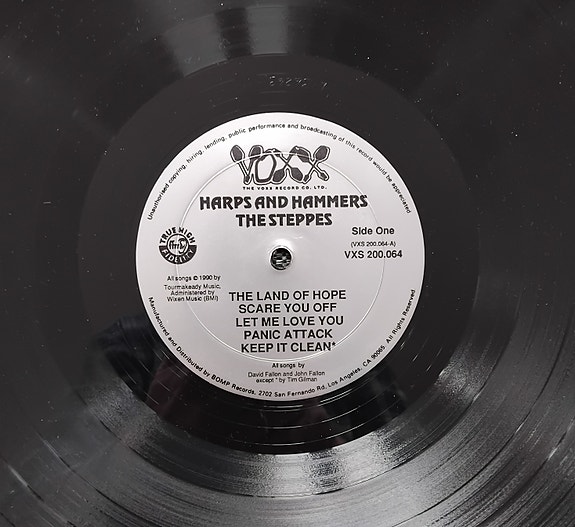 Unauthorised copying, hiring, lending, public performance and broadcasting of this record would be appreciated
VOXX
THE VOXX RECORD CO. LTD.
HARPS AND HAMMERS
THE STEPPES
TRUE HIGH
FIDELITY
Side One
(VXS 200.064-A)
VXS 200.064
All songs © 1990 by
Tourmakeady Music,
Administered by
Wixen Music (BMI)
THE LAND OF HOPE
SCARE YOU OFF
LET ME LOVE YOU
PANIC ATTACK
KEEP IT CLEAN*
All songs by
David Fallon and John Fallon
except * by Tim Gilman
Manufactured and Distributed by BOMP Records, 2702 San Fernando Rd, Los Angeles, CA 90065. All Rights Reserved